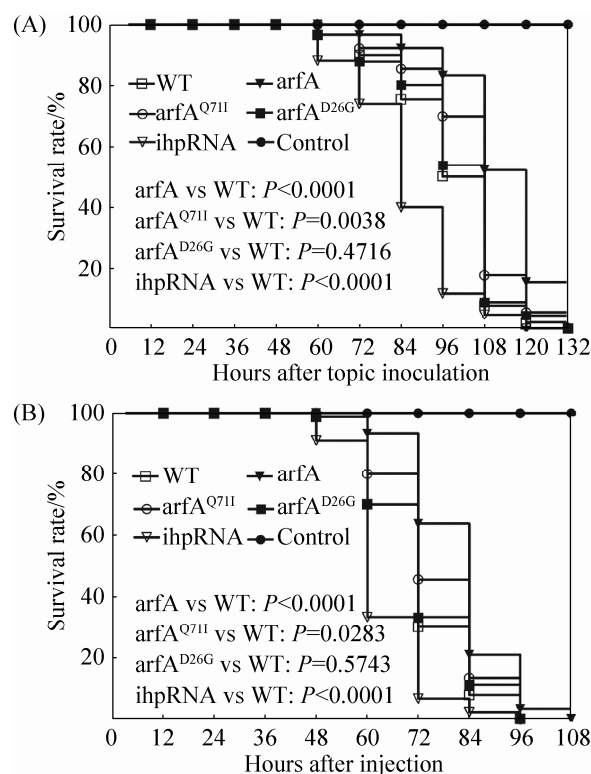 (A)
100
80
60
40
20
Survival rate/%
WT
arfA
arfA^Q71I
arfA^D26G
ihpRNA
Control
arfA vs WT: P<0.0001
arfA^Q71I vs WT: P=0.0038
arfA^D26G vs WT: P=0.4716
ihpRNA vs WT: P<0.0001
0 12 24 36 48 60 72 84 96 108 120 132
Hours after topic inoculation
(B)
100
80
60
40
20
Survival rate/%
WT
arfA
arfA^Q71I
arfA^D26G
ihpRNA
Control
arfA vs WT: P<0.0001
arfA^Q71I vs WT: P=0.0283
arfA^D26G vs WT: P=0.5743
ihpRNA vs WT: P<0.0001
0 12 24 36 48 60 72 84 96 108
Hours after injection